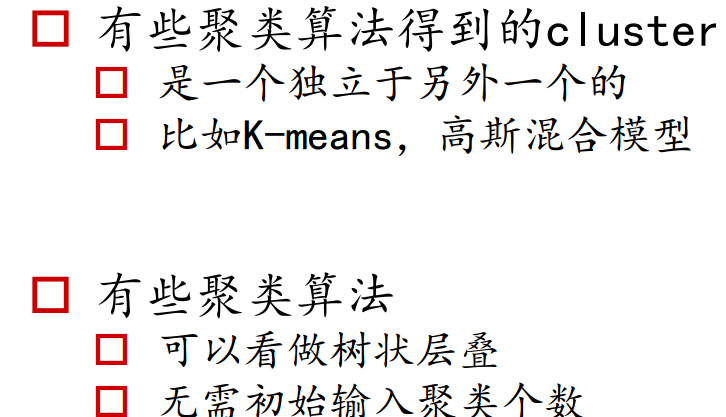 有些聚类算法得到的cluster
是一个独立于另外一个的
比如K-means，高斯混合模型
有些聚类算法
可以看做树状层叠
无需初始输入聚类个数